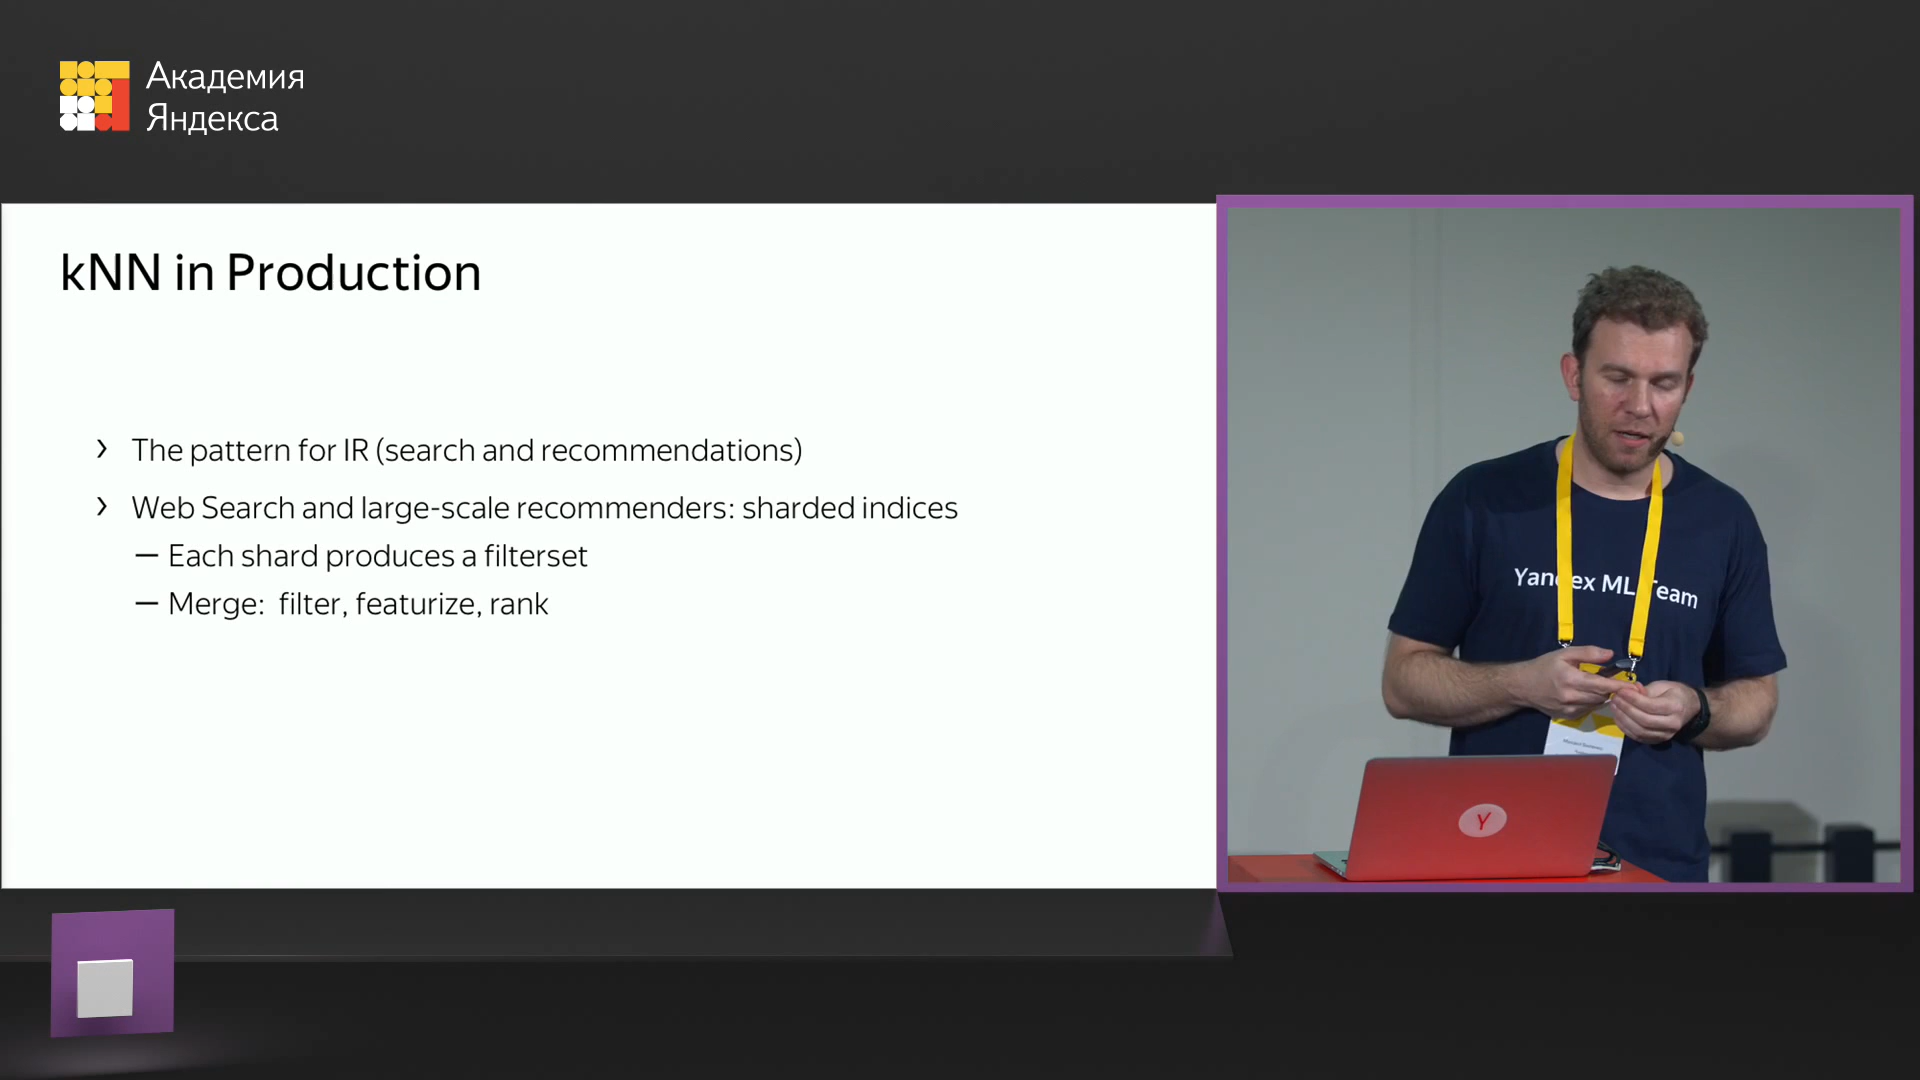 Академия
Яндекса
kNN in Production
› The pattern for IR (search and recommendations)
› Web Search and large-scale recommenders: sharded indices
— Each shard produces a filterset
— Merge:  filter, featurize, rank
Yandex ML Team
Y